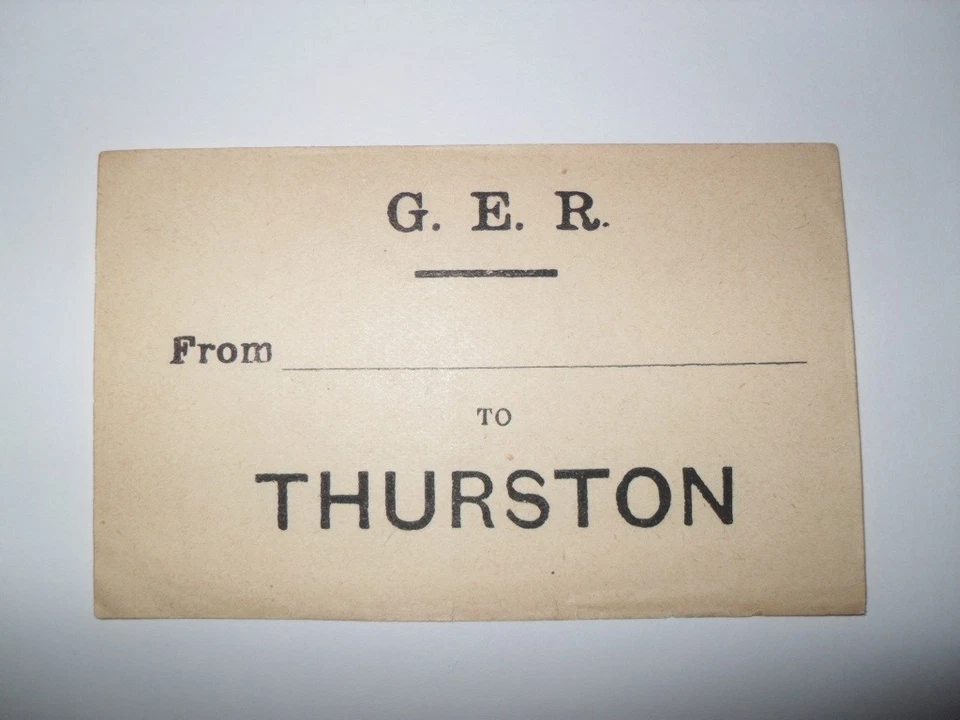 G. E. R.
From
TO
THURSTON